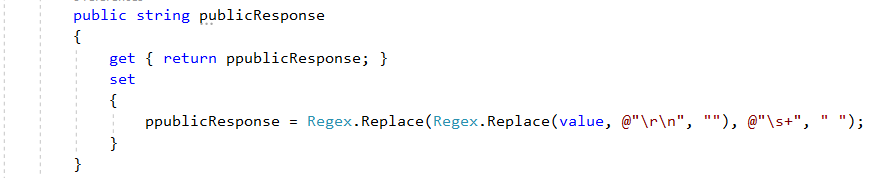 public string publicResponse
{
get { return ppublicResponse; }
set
{
ppublicResponse = Regex.Replace(Regex.Replace(value, @"\r\n", ""), @"\s+", " ");
}
}